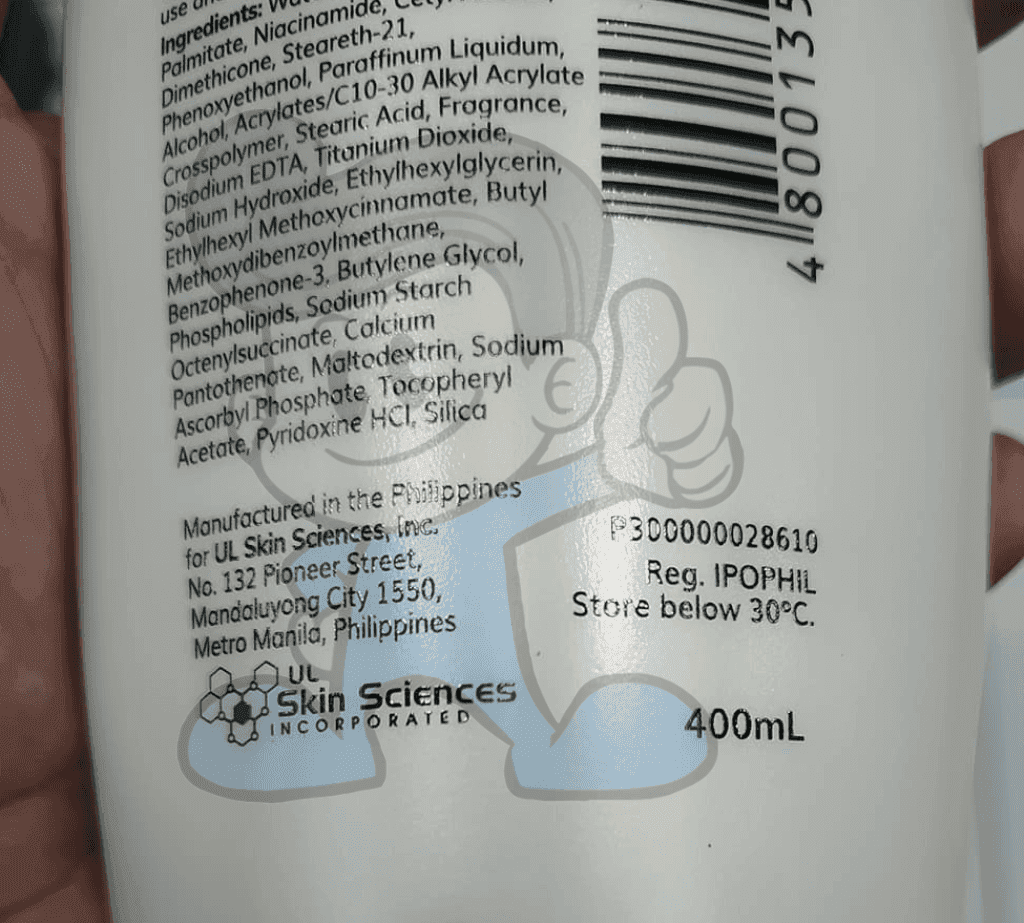 use
Ingredients:
Palmitate, Niacinamide,
Dimethicone, Steareth-21,
Phenoxyethanol, Paraffinum Liquidum,
Alcohol, Acrylates/C10-30 Alkyl Acrylate
Crosspolymer, Stearic Acid, Fragrance,
Disodium EDTA, Titanium Dioxide,
Sodium Hydroxide, Ethylhexylglycerin,
Ethylhexyl Methoxycinnamate, Butyl
Methoxydibenzoylmethane,
Benzophenone-3, Butylene Glycol,
Phospholipids, Sodium Starch
Octenylsuccinate, Calcium
Pantothenate, Maltodextrin, Sodium
Ascorbyl Phosphate, Tocopheryl
Acetate, Pyridoxine HCl, Silica
Manufactured in the Philippines
for UL Skin Sciences, Inc.
No. 132 Pioneer Street,
Mandaluyong City 1550,
Metro Manila, Philippines
UL
Skin Sciences
INCORPORATED
4 80013
P300000028610
Reg. IPOPHIL
Store below 30°C.
400mL